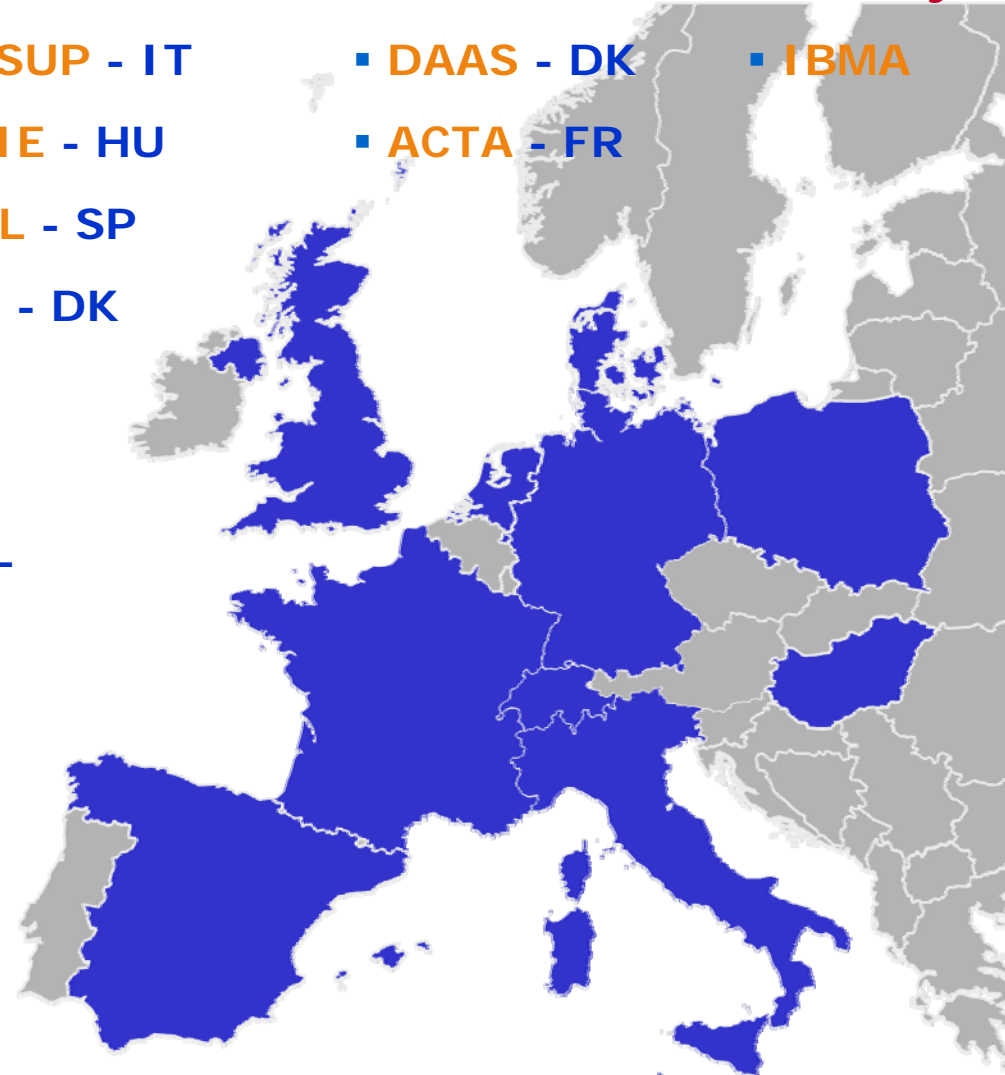 SUP - IT ▪ DAAS - DK ▪ IBMA
IE - HU ▪ ACTA - FR
L - SP
- DK
-